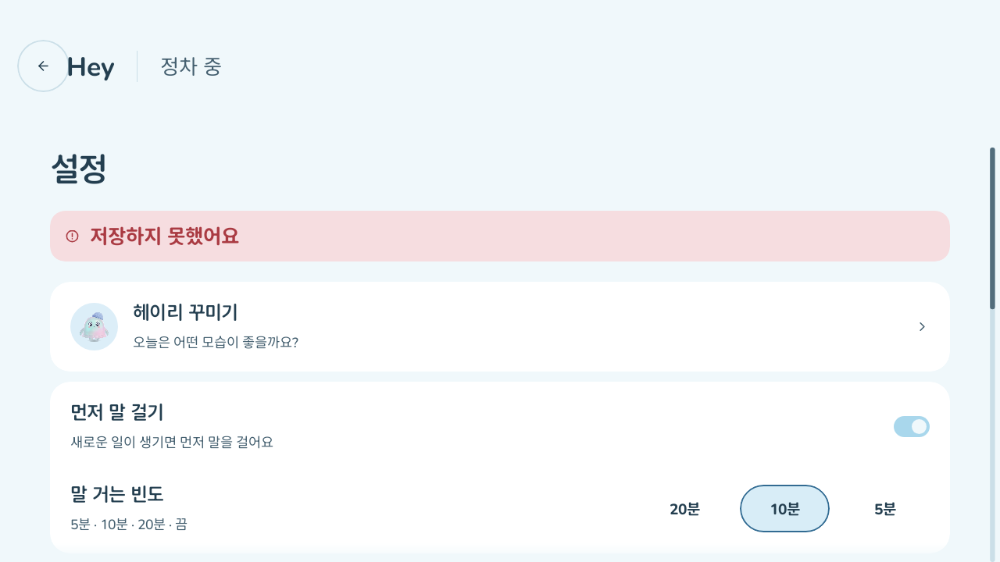 Hey
정차 중
설정
저장하지 못했어요
헤이리 꾸미기
오늘은 어떤 모습이 좋을까요?
먼저 말 걸기
새로운 일이 생기면 먼저 말을 걸어요
말 거는 빈도
5분 · 10분 · 20분 · 끔
20분 10분 5분